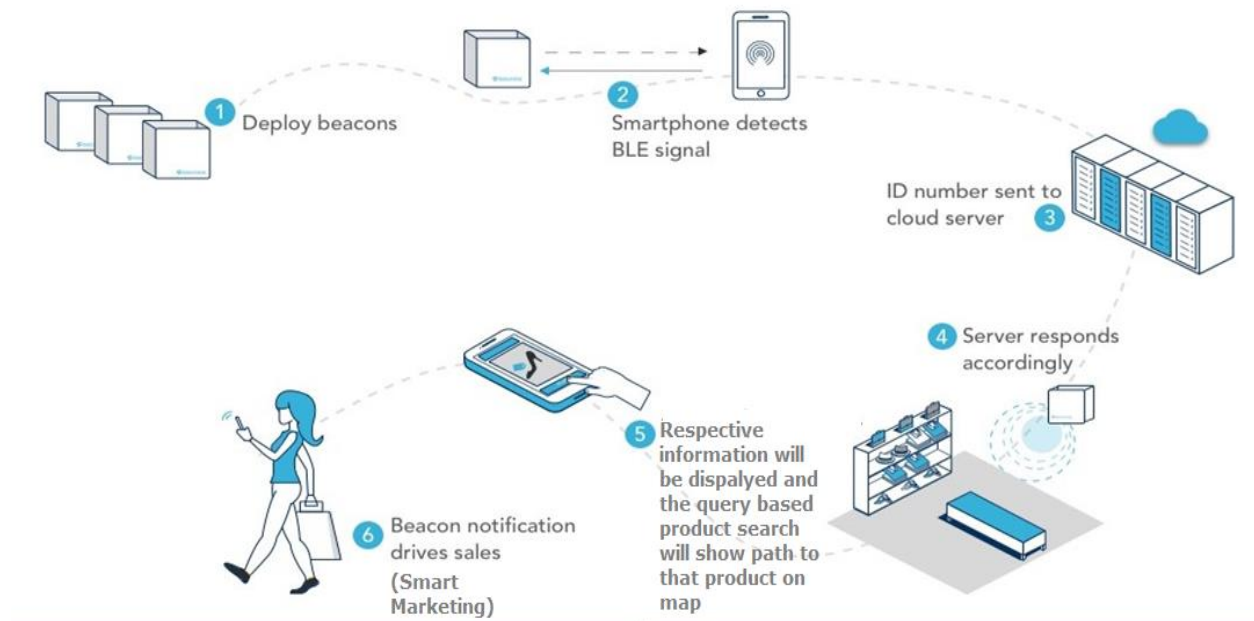 1
Deploy beacons
2
Smartphone detects
BLE signal
ID number sent to
cloud server 3
4 Server responds
accordingly
5 Respective
information will
be dispalyed and
the query based
product search
will show path to
that product on
map
6 Beacon notification
drives sales
(Smart
Marketing)